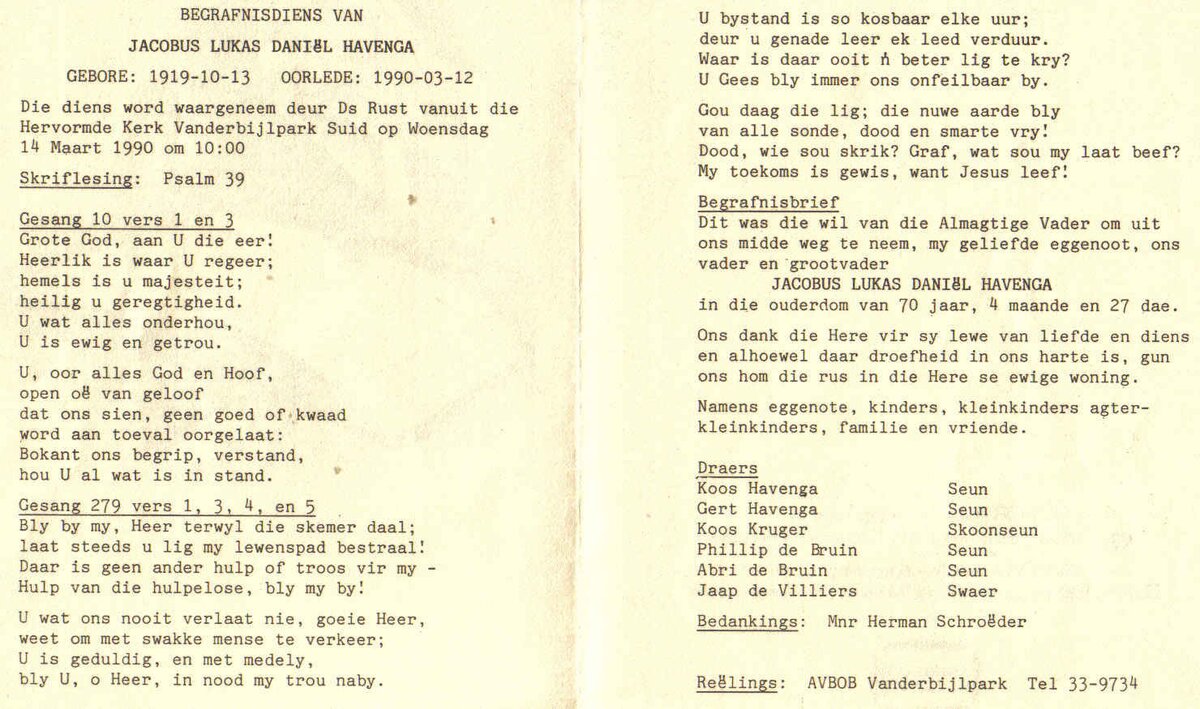 BEGRAFNISDIENS VAN
JACOBUS LUKAS DANIËL HAVENGA
GEBORE: 1919-10-13 OORLEDE: 1990-03-12
Die diens word waargeneem deur Ds Rust vanuit die
Hervormde Kerk Vanderbijlpark Suid op Woensdag
14 Maart 1990 om 10:00
Skriflesing: Psalm 39
Gesang 10 vers 1 en 3
Grote God, aan U die eer!
Heerlik is waar U regeer;
hemels is u majesteit;
heilig u geregtigheid.
U wat alles onderhou,
U is ewig en getrou.
U, oor alles God en Hoof,
open oë van geloof
dat ons sien, geen goed of kwaad
word aan toeval oorgelaat:
Bokant ons begrip, verstand,
hou U al wat is in stand.
Gesang 279 vers 1, 3, 4, en 5
Bly by my, Heer terwyl die skemer daal;
laat steeds u lig my lewenspad bestraal!
Daar is geen ander hulp of troos vir my -
Hulp van die hulpelose, bly my by!
U wat ons nooit verlaat nie, goeie Heer,
weet om met swakke mense te verkeer;
U is geduldig, en met medely,
bly U, o Heer, in nood my trou naby.
U bystand is so kosbaar elke uur;
deur u genade leer ek leed verduur.
Waar is daar ooit ŉ beter lig te kry?
U Gees bly immer ons onfeilbaar by.
Gou daag die lig; die nuwe aarde bly
van alle sonde, dood en smarte vry!
Dood, wie sou skrik? Graf, wat sou my laat beef?
My toekoms is gewis, want Jesus leef!
Begrafnisbrief
Dit was die wil van die Almagtige Vader om uit
ons midde weg te neem, my geliefde eggenoot, ons
vader en grootvader
JACOBUS LUKAS DANIËL HAVENGA
in die ouderdom van 70 jaar, 4 maande en 27 dae.
Ons dank die Here vir sy lewe van liefde en diens
en alhoewel daar droefheid in ons harte is, gun
ons hom die rus in die Here se ewige woning.
Namens eggenote, kinders, kleinkinders agter-
kleinkinders, familie en vriende.
Draers
Koos Havenga Seun
Gert Havenga Seun
Koos Kruger Skoonseun
Phillip de Bruin Seun
Abri de Bruin Seun
Jaap de Villiers Swaer
Bedankings: Mnr Herman Schroëder
Reëlings: AVBOB Vanderbijlpark Tel 33-9734